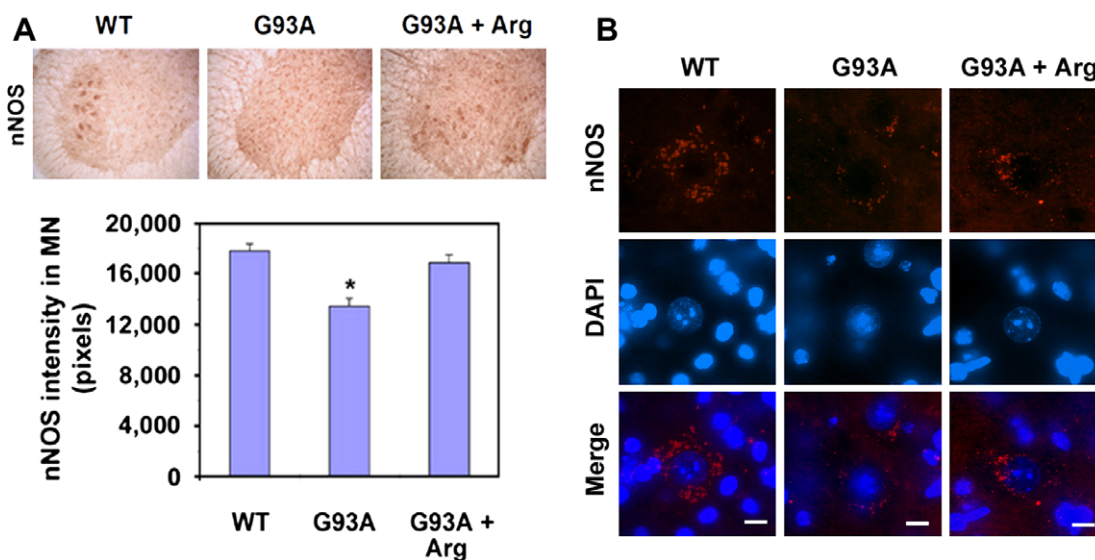 A
WT G93A G93A + Arg
nNOS
nNOS intensity in MN
(pixels)
20,000
16,000
12,000
8,000
4,000
0
*
WT G93A G93A +
Arg
B
WT G93A G93A + Arg
nNOS
DAPI
Merge